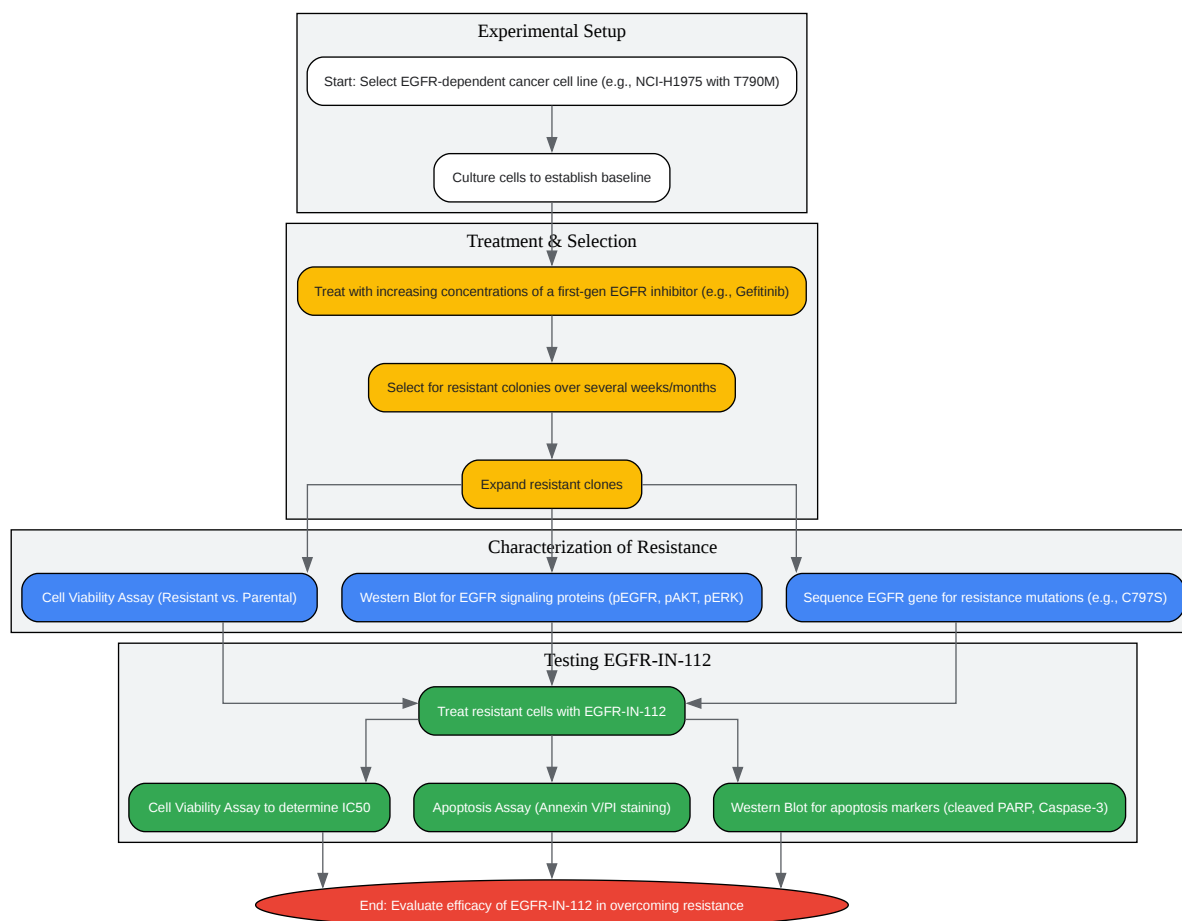 Experimental Setup
Start: Select EGFR-dependent cancer cell line (e.g., NCI-H1975 with T790M)
Culture cells to establish baseline
Treatment & Selection
Treat with increasing concentrations of a first-gen EGFR inhibitor (e.g., Gefitinib)
Select for resistant colonies over several weeks/months
Expand resistant clones
Characterization of Resistance
Cell Viability Assay (Resistant vs. Parental)
Western Blot for EGFR signaling proteins (pEGFR, pAKT, pERK)
Sequence EGFR gene for resistance mutations (e.g., C797S)
Testing EGFR-IN-112
Treat resistant cells with EGFR-IN-112
Cell Viability Assay to determine IC50
Apoptosis Assay (Annexin V/PI staining)
Western Blot for apoptosis markers (cleaved PARP, Caspase-3)
End: Evaluate efficacy of EGFR-IN-112 in overcoming resistance